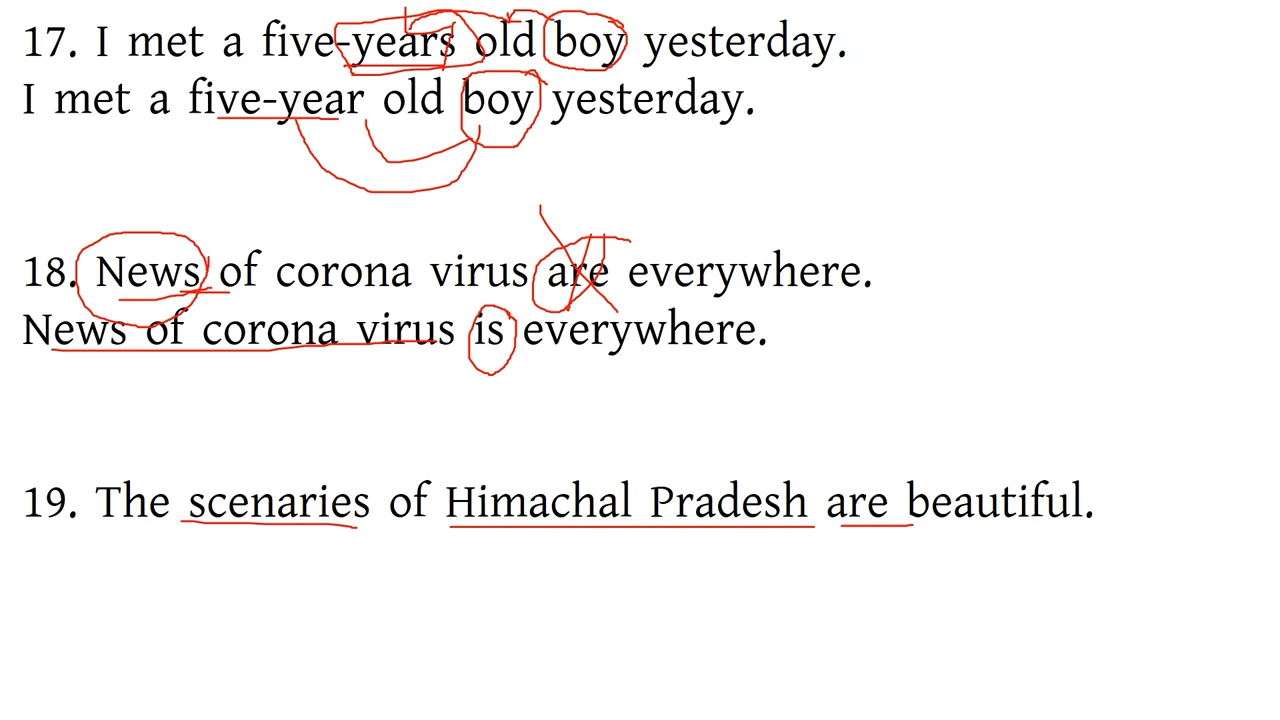 17. I met a five-years old boy yesterday.
I met a five-year old boy yesterday.
18. News of corona virus are everywhere.
News of corona virus is everywhere.
19. The scenaries of Himachal Pradesh are beautiful.